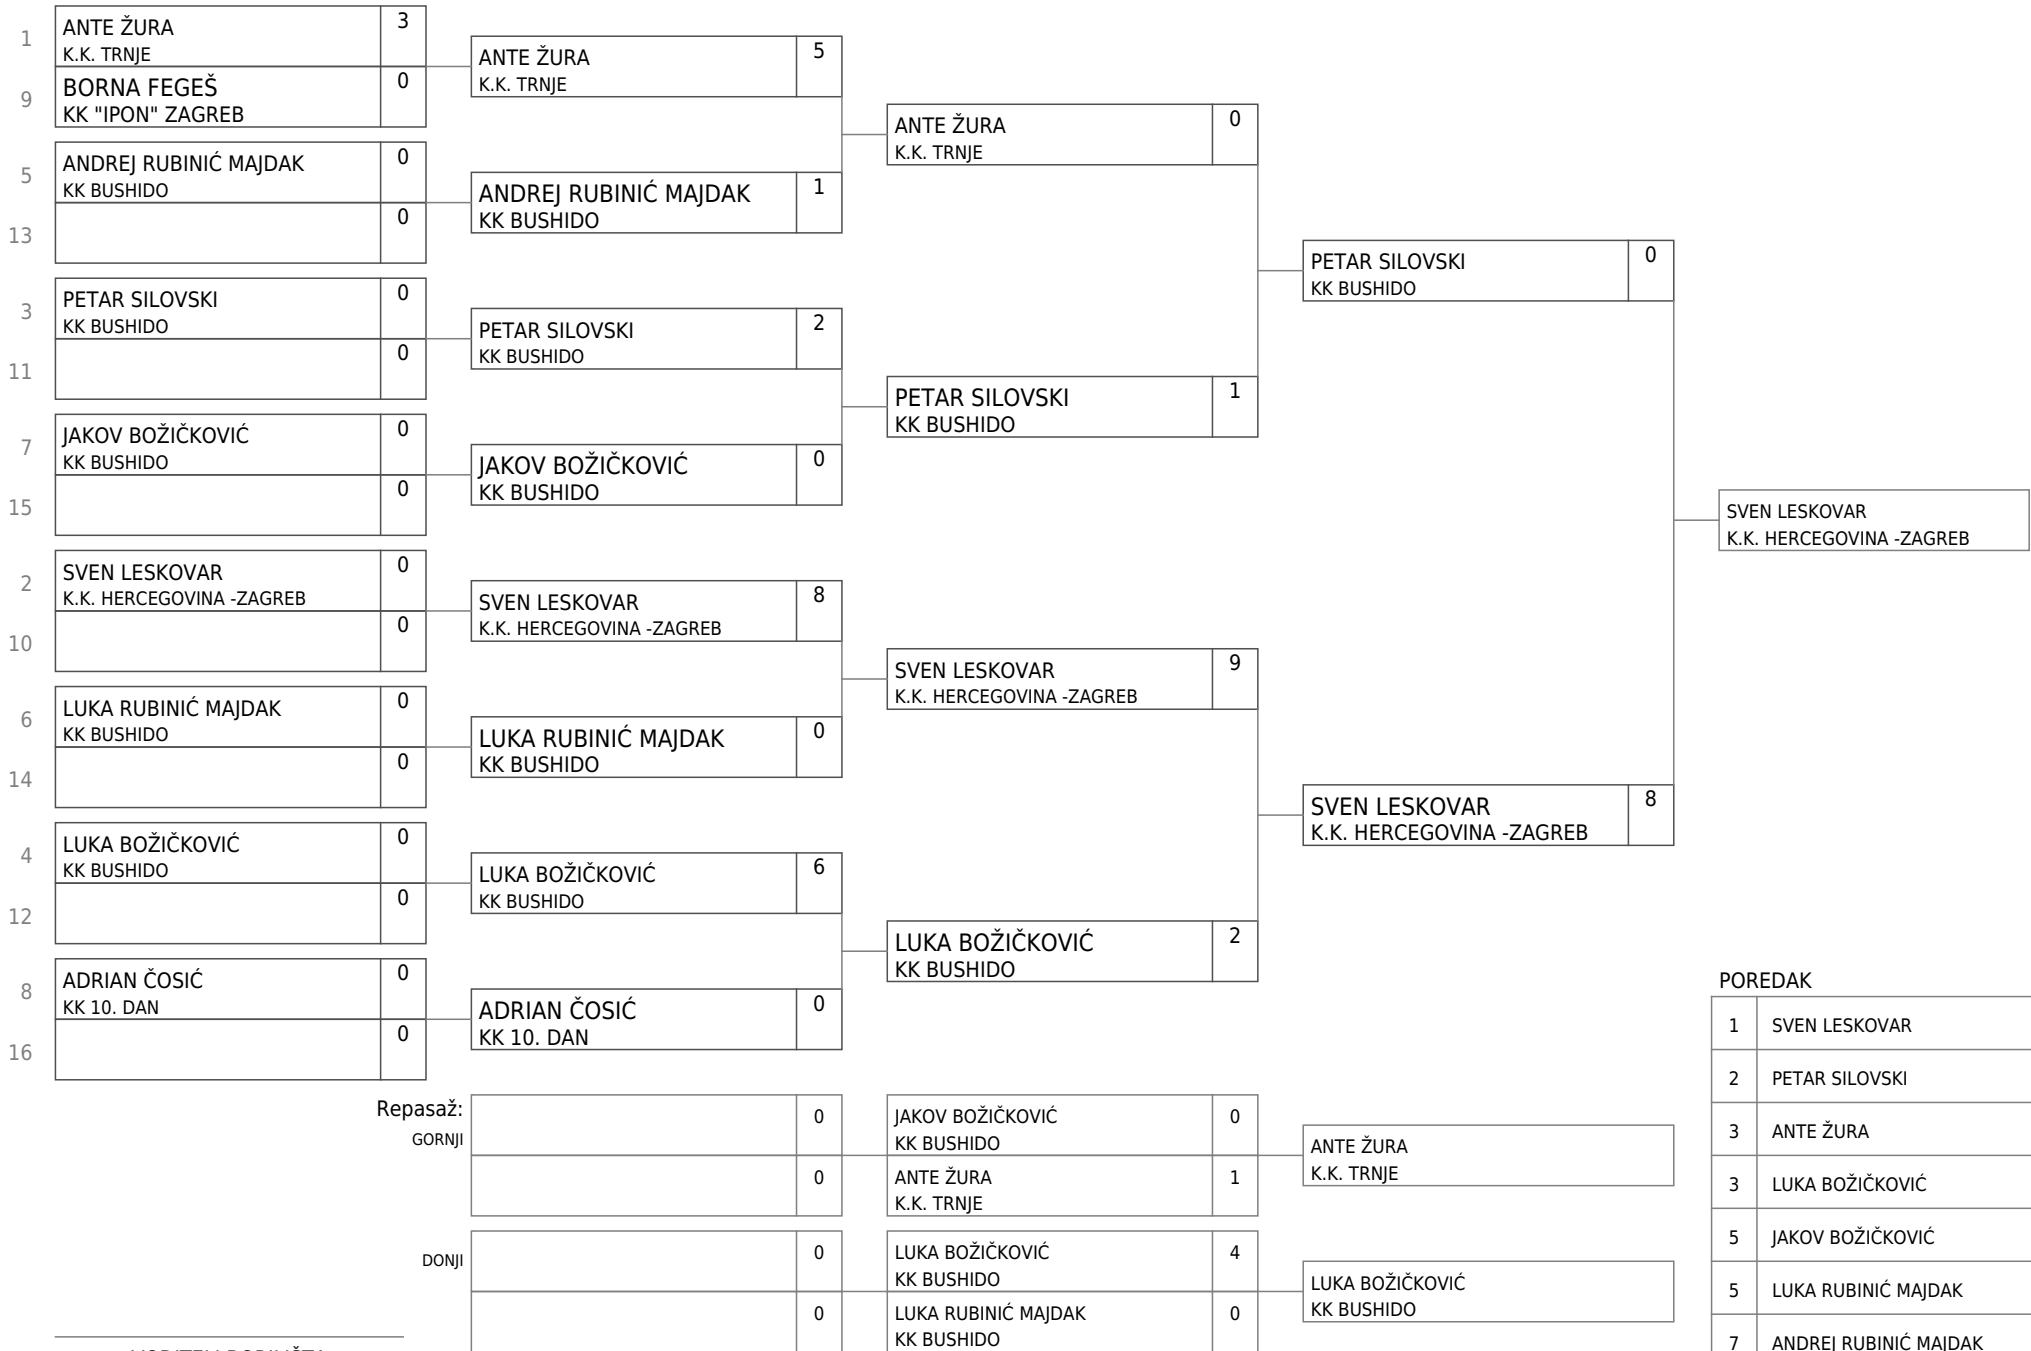 1
ANTE ŽURA
K.K. TRNJE
3
9
BORNA FEGEŠ
KK "IPON" ZAGREB
0
5
ANDREJ RUBINIĆ MAJDAK
KK BUSHIDO
0
13
0
3
PETAR SILOVSKI
KK BUSHIDO
0
11
0
7
JAKOV BOŽIČKOVIĆ
KK BUSHIDO
0
15
0
2
SVEN LESKOVAR
K.K. HERCEGOVINA -ZAGREB
0
10
0
6
LUKA RUBINIĆ MAJDAK
KK BUSHIDO
0
14
0
4
LUKA BOŽIČKOVIĆ
KK BUSHIDO
0
12
0
8
ADRIAN ČOSIĆ
KK 10. DAN
0
16
0
ANTE ŽURA
K.K. TRNJE
5
ANDREJ RUBINIĆ MAJDAK
KK BUSHIDO
1
PETAR SILOVSKI
KK BUSHIDO
2
JAKOV BOŽIČKOVIĆ
KK BUSHIDO
0
SVEN LESKOVAR
K.K. HERCEGOVINA -ZAGREB
8
LUKA RUBINIĆ MAJDAK
KK BUSHIDO
0
LUKA BOŽIČKOVIĆ
KK BUSHIDO
6
ADRIAN ČOSIĆ
KK 10. DAN
0
ANTE ŽURA
K.K. TRNJE
0
PETAR SILOVSKI
KK BUSHIDO
1
SVEN LESKOVAR
K.K. HERCEGOVINA -ZAGREB
9
LUKA BOŽIČKOVIĆ
KK BUSHIDO
2
PETAR SILOVSKI
KK BUSHIDO
0
SVEN LESKOVAR
K.K. HERCEGOVINA -ZAGREB
8
SVEN LESKOVAR
K.K. HERCEGOVINA -ZAGREB
Repasaž:
GORNJI
0
0
JAKOV BOŽIČKOVIĆ
KK BUSHIDO
0
ANTE ŽURA
K.K. TRNJE
1
ANTE ŽURA
K.K. TRNJE
DONJI
0
0
LUKA BOŽIČKOVIĆ
KK BUSHIDO
4
LUKA RUBINIĆ MAJDAK
KK BUSHIDO
0
LUKA BOŽIČKOVIĆ
KK BUSHIDO
POREDAK
1 SVEN LESKOVAR
2 PETAR SILOVSKI
3 ANTE ŽURA
3 LUKA BOŽIČKOVIĆ
5 JAKOV BOŽIČKOVIĆ
5 LUKA RUBINIĆ MAJDAK
7 ANDREJ RUBINIĆ MAJDAK